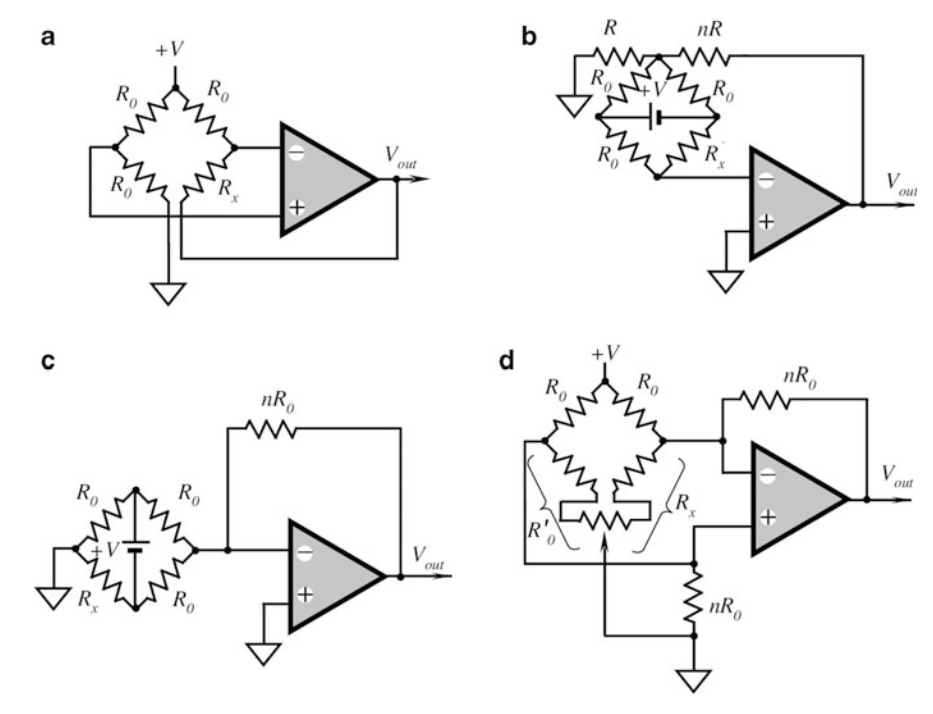 a
+V
R0 R0
R0 Rx
−
+
Vout
b
R nR
R0 +V R0
R0 Rx
−
+
Vout
c
nR0
R0 R0
+V
Rx R0
−
+
Vout
d
+V
R0 R0
nR0
R'0 Rx
−
+
Vout
nR0